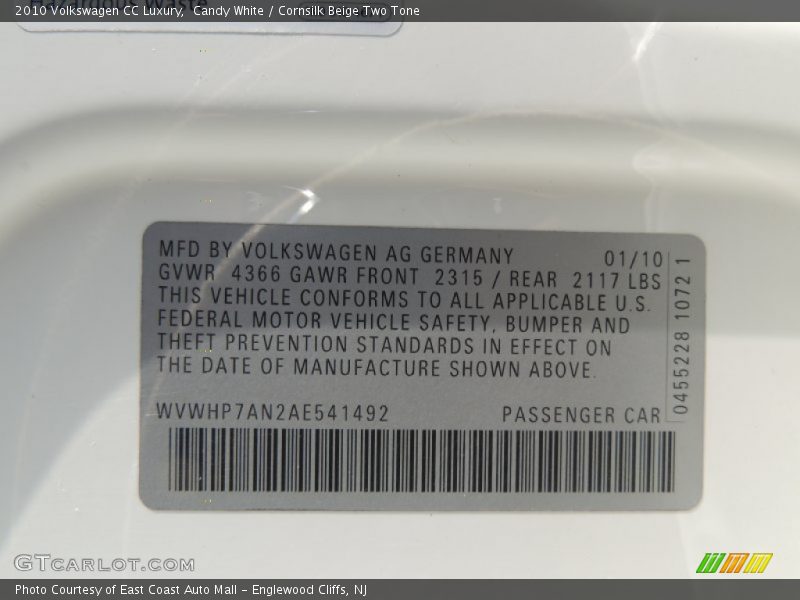 Hazardous Waste
2010 Volkswagen CC Luxury, Candy White / Cornsilk Beige Two Tone
MFD BY VOLKSWAGEN AG GERMANY 01/10
GVWR 4366 GAWR FRONT 2315 / REAR 2117 LBS
THIS VEHICLE CONFORMS TO ALL APPLICABLE U.S.
FEDERAL MOTOR VEHICLE SAFETY, BUMPER AND
THEFT PREVENTION STANDARDS IN EFFECT ON
THE DATE OF MANUFACTURE SHOWN ABOVE.
WVWHP7AN2AE541492 PASSENGER CAR
0455228 1072 1
GTCARLOT.COM
Photo Courtesy of East Coast Auto Mall - Englewood Cliffs, NJ